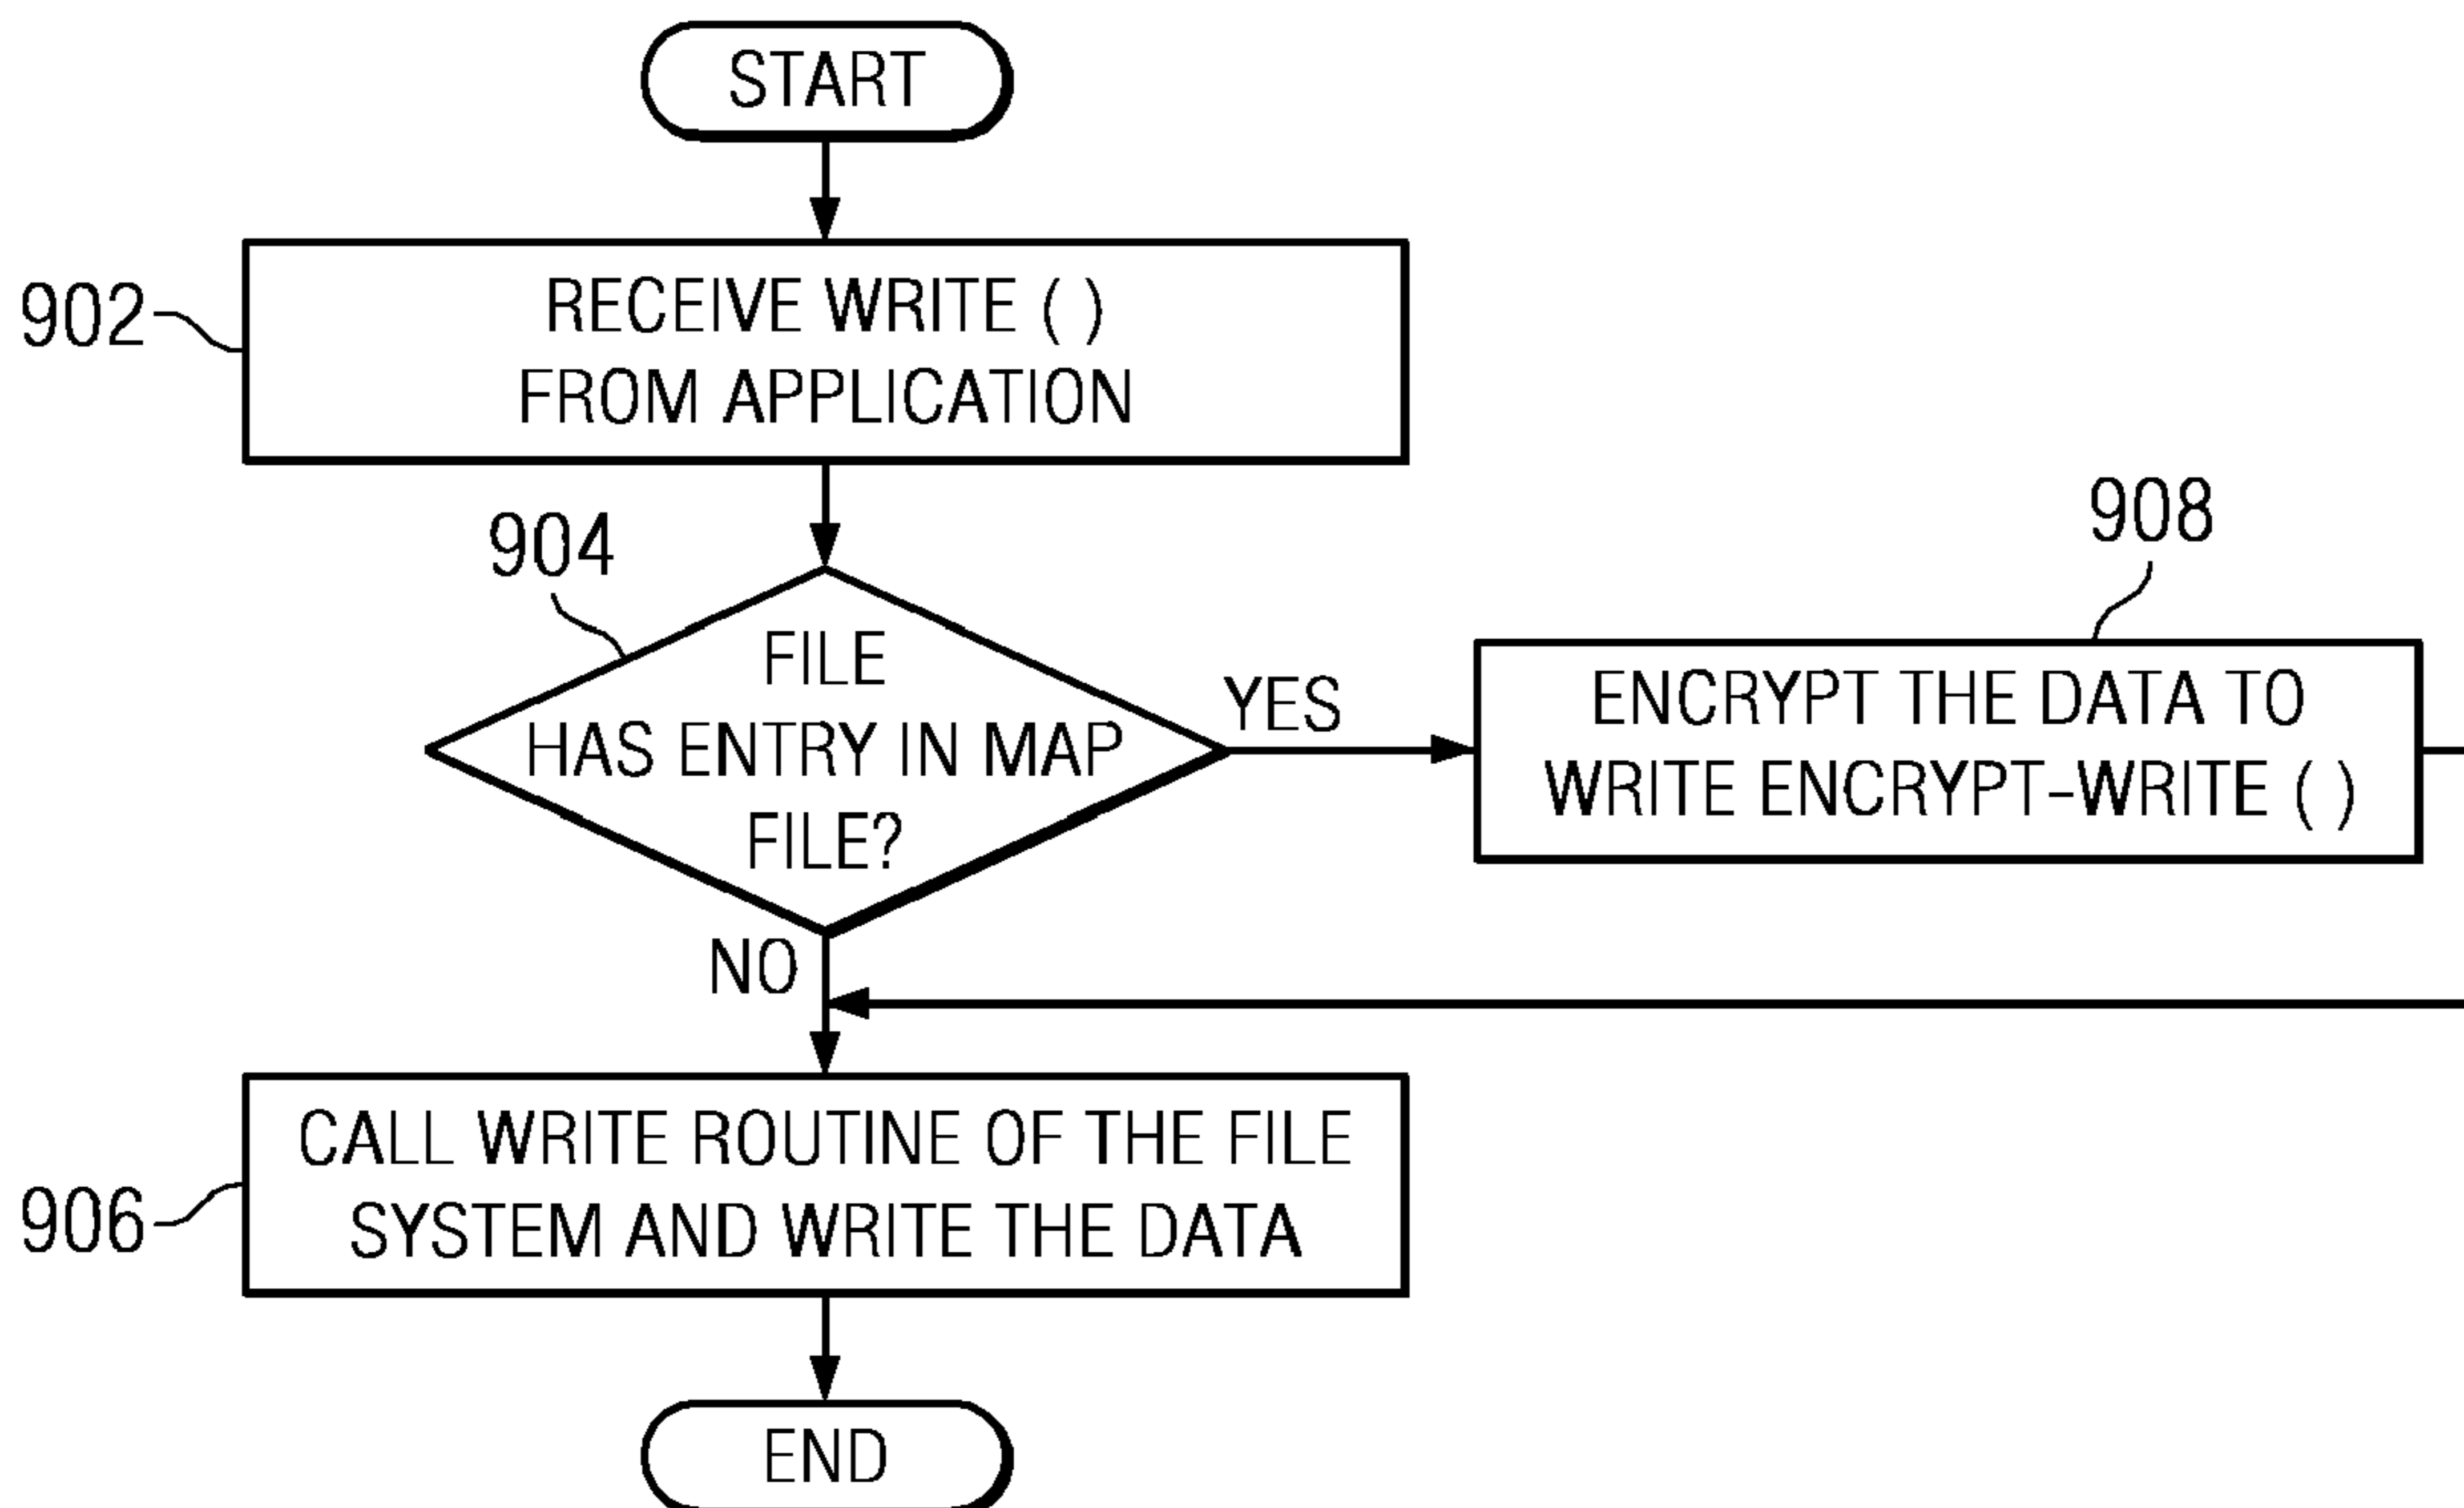 START
902
RECEIVE WRITE ( )
FROM APPLICATION
904
FILE
HAS ENTRY IN MAP
FILE?
YES
908
ENCRYPT THE DATA TO
WRITE ENCRYPT-WRITE ( )
NO
906
CALL WRITE ROUTINE OF THE FILE
SYSTEM AND WRITE THE DATA
END